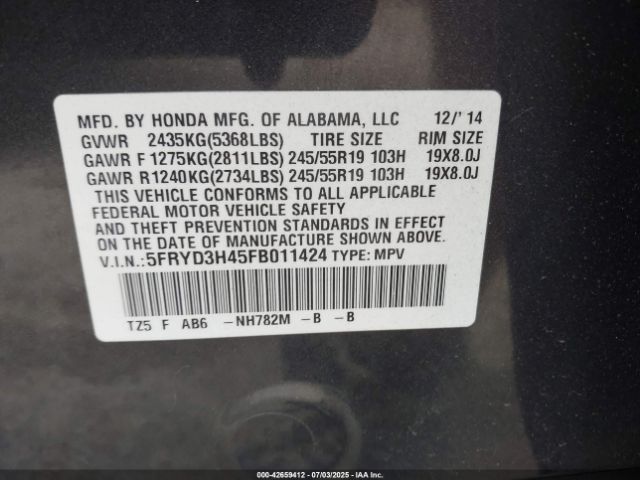 MFD. BY HONDA MFG. OF ALABAMA, LLC 12/'14
GVWR 2435KG(5368LBS) TIRE SIZE RIM SIZE
GAWR F 1275KG(2811LBS) 245/55R19 103H 19X8.0J
GAWR R1240KG(2734LBS) 245/55R19 103H 19X8.0J
THIS VEHICLE CONFORMS TO ALL APPLICABLE
FEDERAL MOTOR VEHICLE SAFETY
AND THEFT PREVENTION STANDARDS IN EFFECT
ON THE DATE OF MANUFACTURE SHOWN ABOVE.
V.I.N.:5FRYD3H45FB011424 TYPE: MPV
TZ5 F AB6 -NH782M -B -B
000-42659412 | 07/03/2025 - IAA Inc.